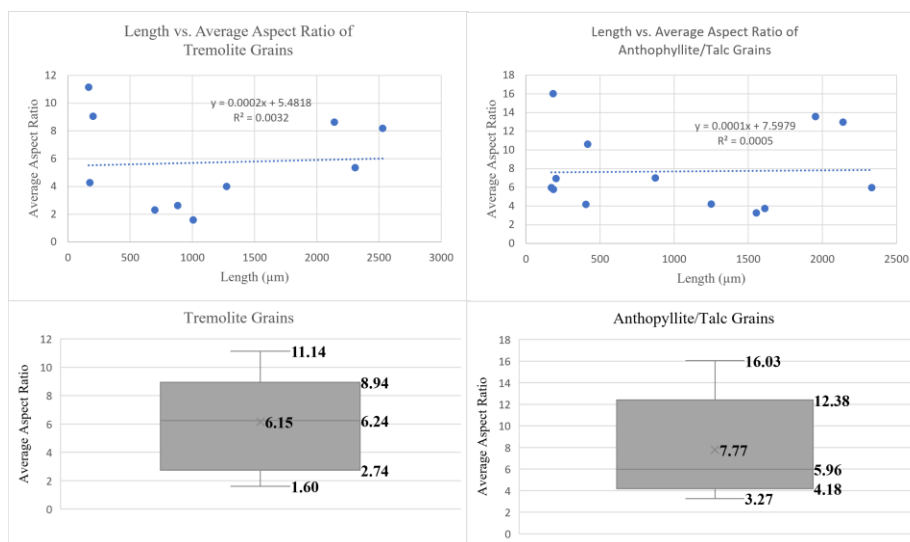 Length vs. Average Aspect Ratio of
Tremolite Grains
y = 0.0002x + 5.4818
R² = 0.0032
Average Aspect Ratio
12
10
8
6
4
2
0
0 500 1000 1500 2000 2500 3000
Length (µm)
Length vs. Average Aspect Ratio of
Anthophyllite/Talc Grains
y = 0.0001x + 7.5979
R² = 0.0005
Average Aspect Ratio
18
16
14
12
10
8
6
4
2
0
0 500 1000 1500 2000 2500
Length (µm)
Tremolite Grains
Average Aspect Ratio
12
10
8
6
4
2
0
11.14
8.94
6.15
6.24
2.74
1.60
Anthopyllite/Talc Grains
Average Aspect Ratio
18
16
14
12
10
8
6
4
2
0
16.03
12.38
7.77
5.96
4.18
3.27